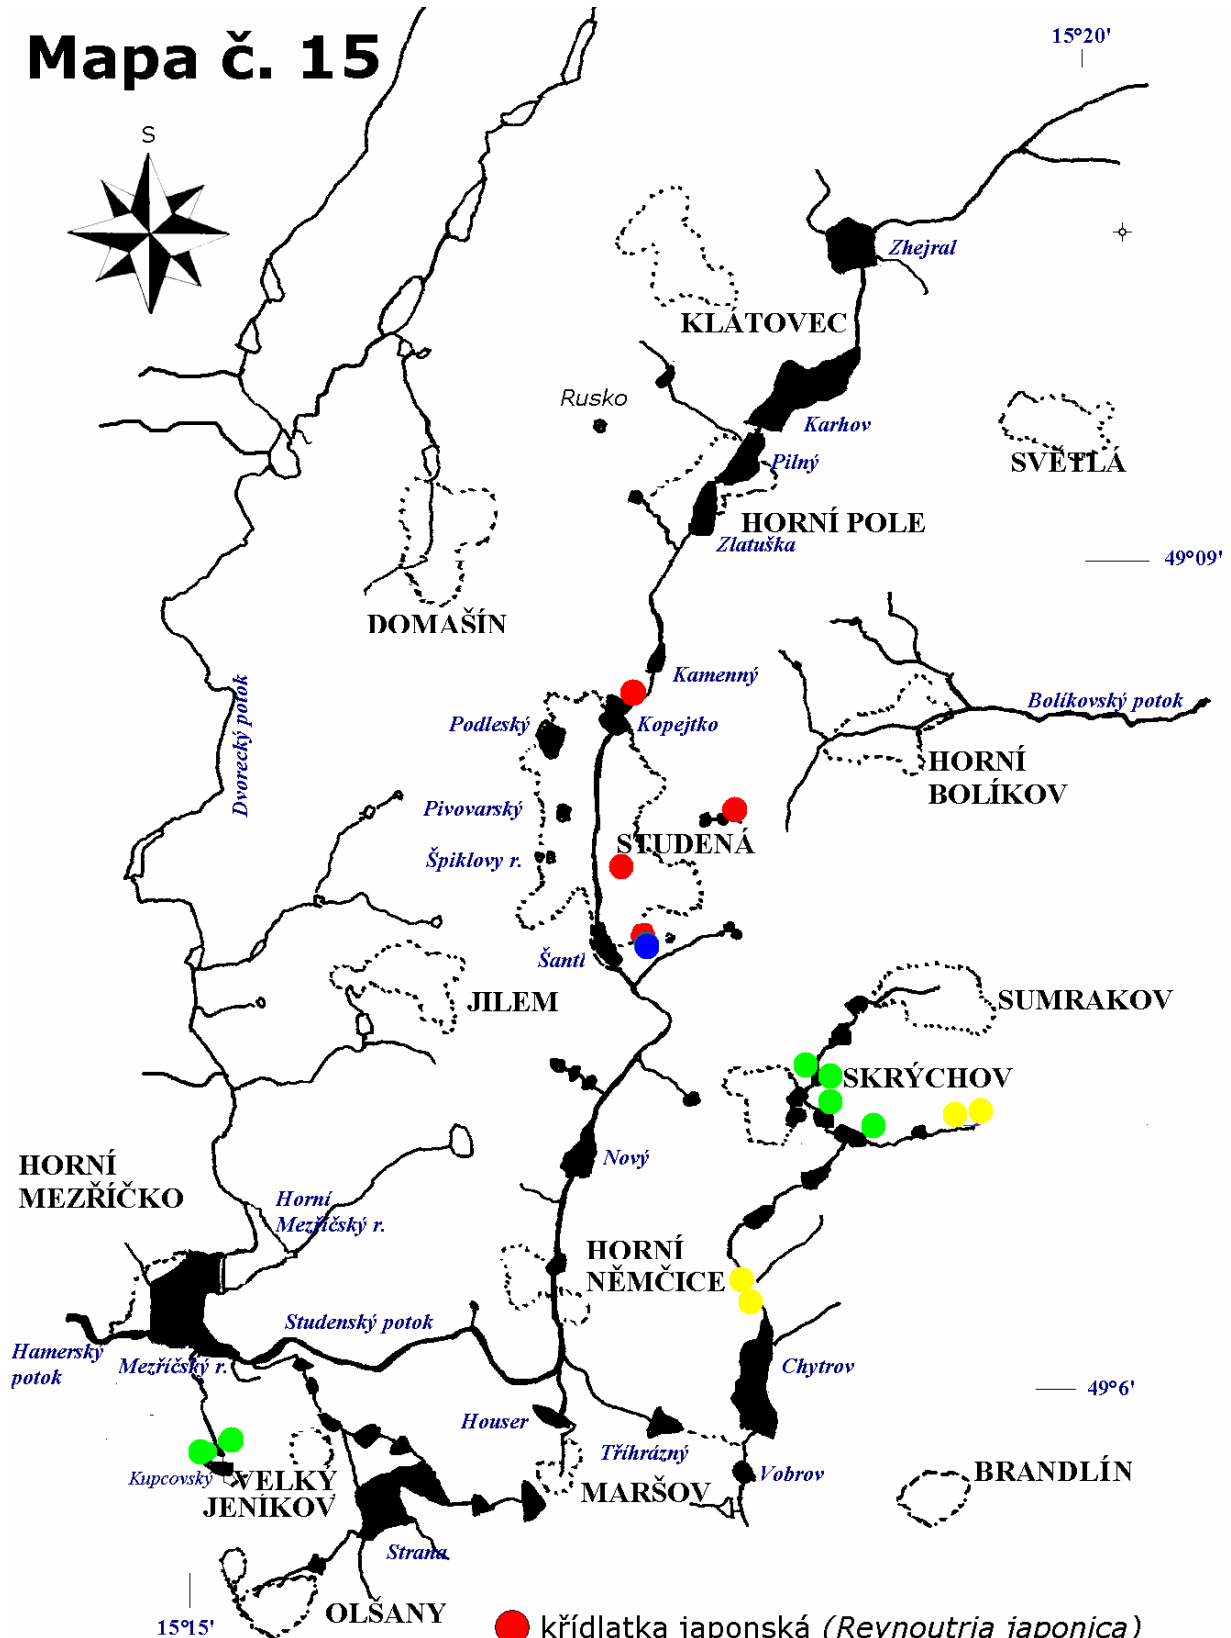 Mapa č. 15
15°20'
S
Zhejral
KLÁTOVEC
Rusko
Karhov
Pilný
SVĚTLÁ
HORNÍ POLE
Zlatuška
49°09'
DOMAŠÍN
Kamenný
Dvorecký potok
Bolíkovský potok
Podleský
Kopejtko
HORNÍ
BOLÍKOV
Pivovarský
STUDENÁ
Špiklovy r.
Šantl
JILEM
SUMRAKOV
SKRÝCHOV
Nový
HORNÍ
MEZŘÍČKO
Horní
Mezřičský r.
HORNÍ
NĚMČICE
Studenský potok
Hamerský
potok
Mezřičský r.
Chytrov
49°6'
Houser
Tříhrázný
Kupcovský
VELKÝ
JENÍKOV
MARŠOV
Vobrov
BRANDLÍN
Strana
OLŠANY
15°15'
křídlatka japonská (Reynoutria japonica)